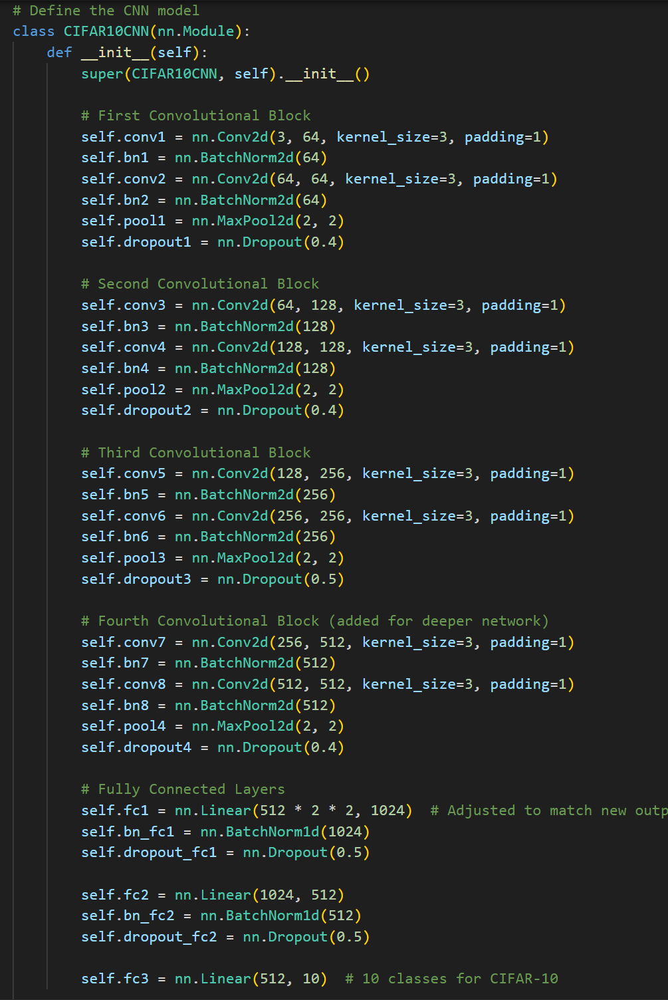 # Define the CNN model
class CIFAR10CNN(nn.Module):
def __init__(self):
super(CIFAR10CNN, self).__init__()
# First Convolutional Block
self.conv1 = nn.Conv2d(3, 64, kernel_size=3, padding=1)
self.bn1 = nn.BatchNorm2d(64)
self.conv2 = nn.Conv2d(64, 64, kernel_size=3, padding=1)
self.bn2 = nn.BatchNorm2d(64)
self.pool1 = nn.MaxPool2d(2, 2)
self.dropout1 = nn.Dropout(0.4)
# Second Convolutional Block
self.conv3 = nn.Conv2d(64, 128, kernel_size=3, padding=1)
self.bn3 = nn.BatchNorm2d(128)
self.conv4 = nn.Conv2d(128, 128, kernel_size=3, padding=1)
self.bn4 = nn.BatchNorm2d(128)
self.pool2 = nn.MaxPool2d(2, 2)
self.dropout2 = nn.Dropout(0.4)
# Third Convolutional Block
self.conv5 = nn.Conv2d(128, 256, kernel_size=3, padding=1)
self.bn5 = nn.BatchNorm2d(256)
self.conv6 = nn.Conv2d(256, 256, kernel_size=3, padding=1)
self.bn6 = nn.BatchNorm2d(256)
self.pool3 = nn.MaxPool2d(2, 2)
self.dropout3 = nn.Dropout(0.5)
# Fourth Convolutional Block (added for deeper network)
self.conv7 = nn.Conv2d(256, 512, kernel_size=3, padding=1)
self.bn7 = nn.BatchNorm2d(512)
self.conv8 = nn.Conv2d(512, 512, kernel_size=3, padding=1)
self.bn8 = nn.BatchNorm2d(512)
self.pool4 = nn.MaxPool2d(2, 2)
self.dropout4 = nn.Dropout(0.4)
# Fully Connected Layers
self.fc1 = nn.Linear(512 * 2 * 2, 1024)  # Adjusted to match new outp
self.bn_fc1 = nn.BatchNorm1d(1024)
self.dropout_fc1 = nn.Dropout(0.5)
self.fc2 = nn.Linear(1024, 512)
self.bn_fc2 = nn.BatchNorm1d(512)
self.dropout_fc2 = nn.Dropout(0.5)
self.fc3 = nn.Linear(512, 10)  # 10 classes for CIFAR-10